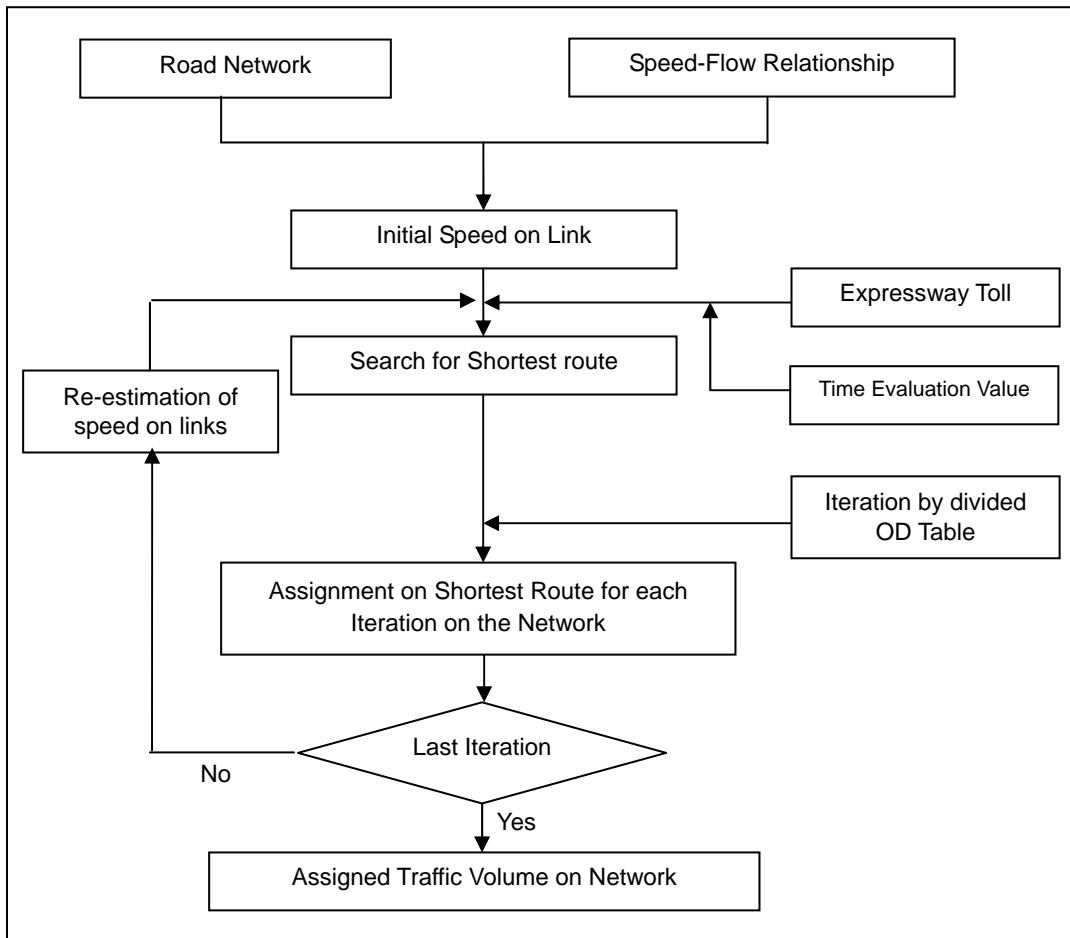 Road Network
Speed-Flow Relationship
Initial Speed on Link
Expressway Toll
Search for Shortest route
Time Evaluation Value
Re-estimation of
speed on links
Iteration by divided
OD Table
Assignment on Shortest Route for each
Iteration on the Network
Last Iteration
No
Yes
Assigned Traffic Volume on Network